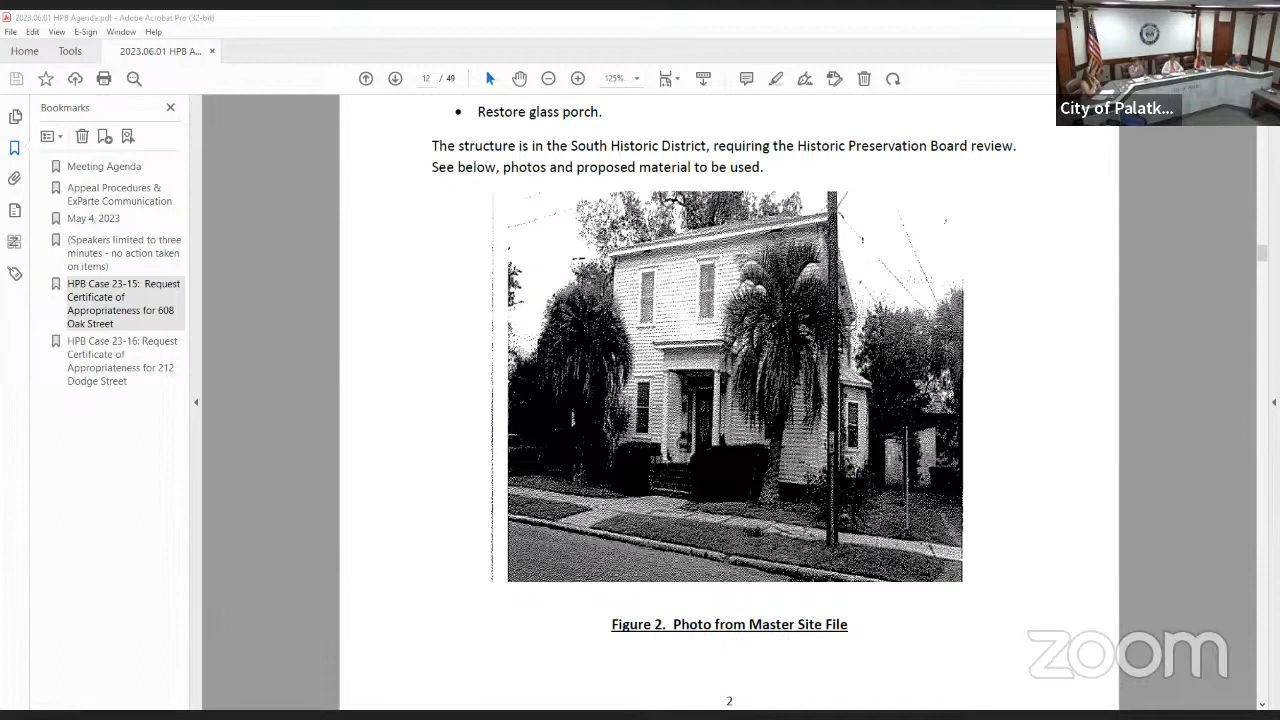 2023.06.01 HPB Agenda.pdf - Adobe Acrobat Pro (32-bit)
File Edit View E-Sign Window Help
Home Tools 2023.06.01 HPB A... ×
12 / 49 125%
Bookmarks
Meeting Agenda
Appeal Procedures &
ExParte Communication
May 4, 2023
(Speakers limited to three
minutes - no action taken
on items)
HPB Case 23-15: Request
Certificate of
Appropriateness for 608
Oak Street
HPB Case 23-16: Request
Certificate of
Appropriateness for 212
Dodge Street
• Restore glass porch.
The structure is in the South Historic District, requiring the Historic Preservation Board review.
See below, photos and proposed material to be used.
Figure 2. Photo from Master Site File
2
City of Palatk...
zoom